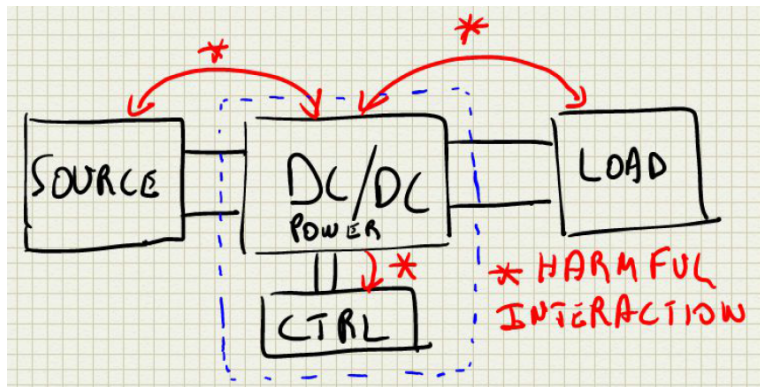 *
*
SOURCE
DC/DC
POWER
LOAD
*
CTRL
* HARMFUL
INTERACTION